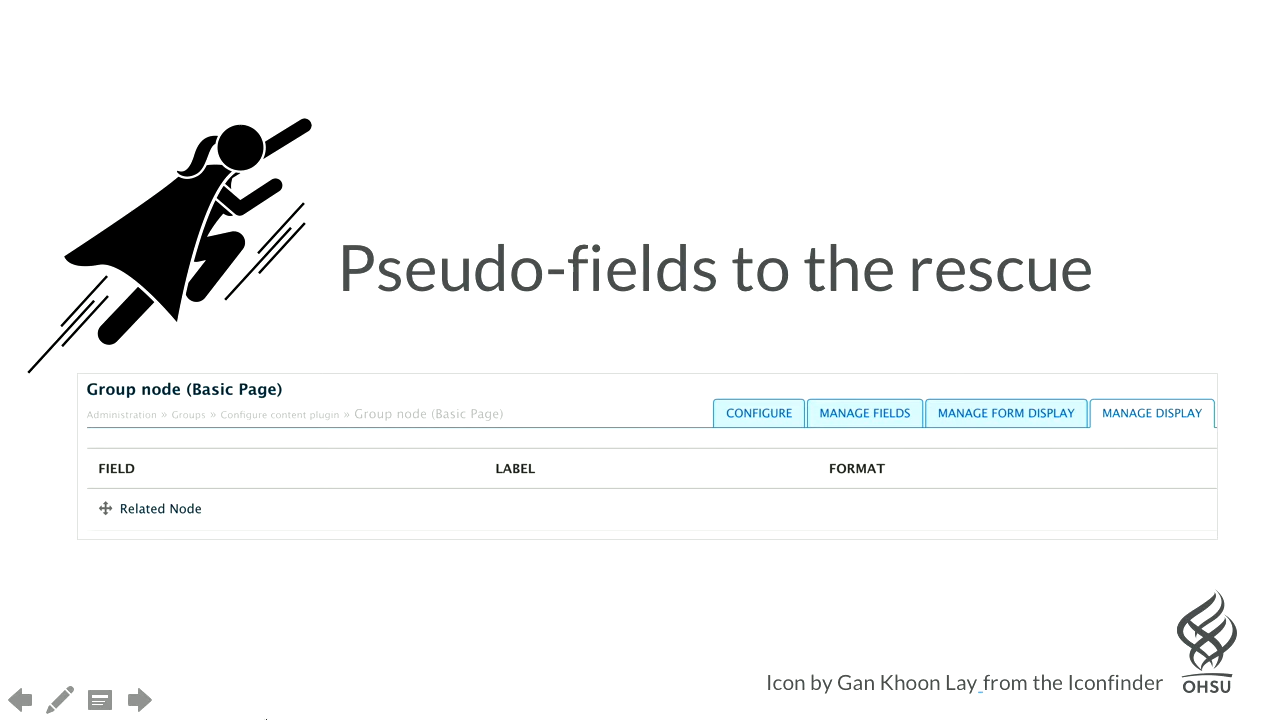 Pseudo-fields to the rescue
Group node (Basic Page)
Administration » Groups » Configure content plugin » Group node (Basic Page)
CONFIGURE MANAGE FIELDS MANAGE FORM DISPLAY MANAGE DISPLAY
FIELD LABEL FORMAT
Related Node
Icon by Gan Khoon Lay from the Iconfinder
OHSU